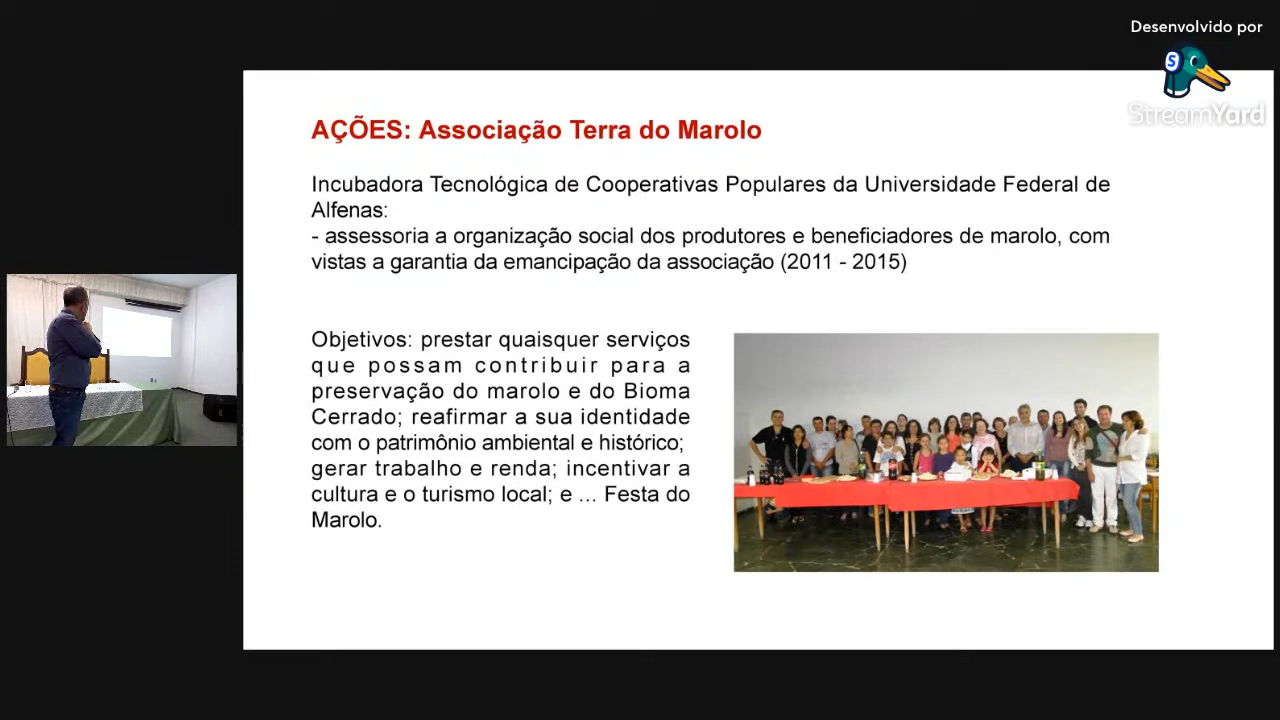 Desenvolvido por
S
StreamYard
AÇÕES: Associação Terra do Marolo
Incubadora Tecnológica de Cooperativas Populares da Universidade Federal de
Alfenas:
- assessoria a organização social dos produtores e beneficiadores de marolo, com
vistas a garantia da emancipação da associação (2011 - 2015)
Objetivos: prestar quaisquer serviços
que possam contribuir para a
preservação do marolo e do Bioma
Cerrado; reafirmar a sua identidade
com o patrimônio ambiental e histórico;
gerar trabalho e renda; incentivar a
cultura e o turismo local; e ... Festa do
Marolo.